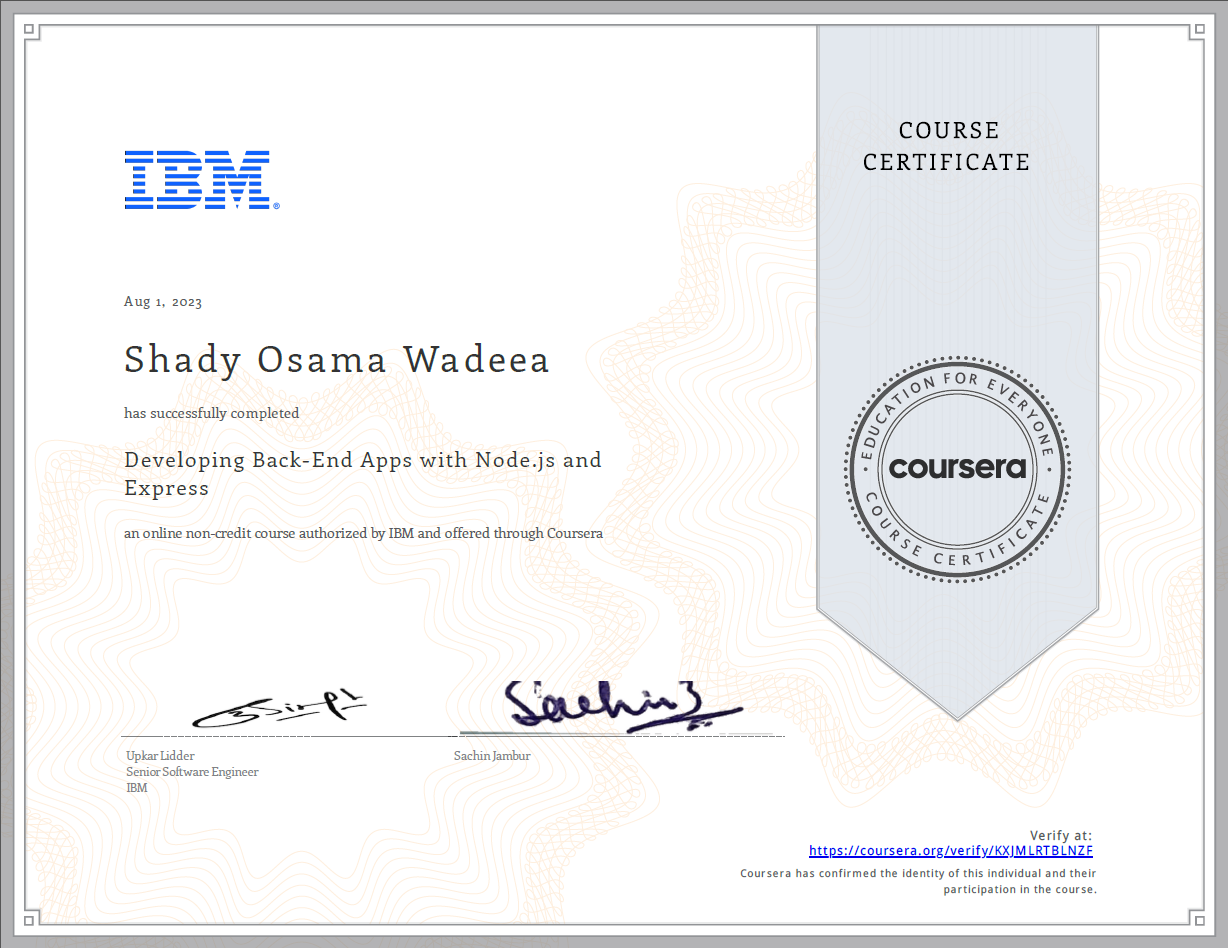 COURSE
CERTIFICATE
IBM®
Aug 1, 2023
Shady Osama Wadeea
has successfully completed
Developing Back-End Apps with Node.js and
Express
an online non-credit course authorized by IBM and offered through Coursera
EDUCATION FOR EVERYONE
coursera
COURSE CERTIFICATE
Sachin
Upkar Lidder
Senior Software Engineer
IBM
Sachin Jambur
Verify at:
https://coursera.org/verify/KXJMLRTBLNZF
Coursera has confirmed the identity of this individual and their
participation in the course.